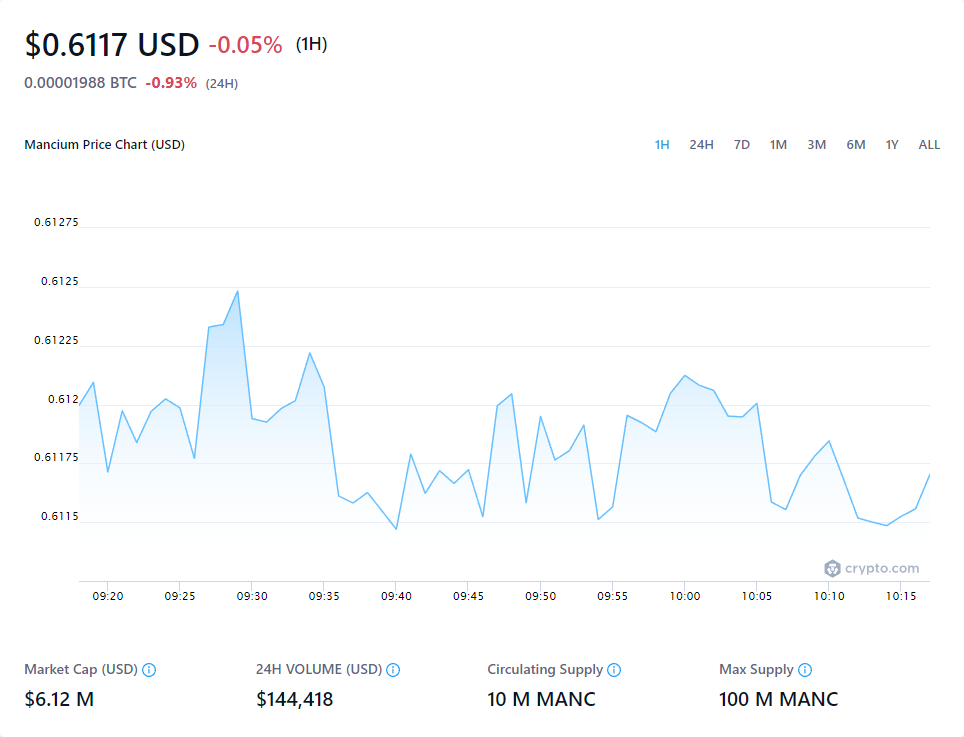 $0.6117 USD -0.05% (1H)
0.00001988 BTC -0.93% (24H)
Mancium Price Chart (USD) 1H 24H 7D 1M 3M 6M 1Y ALL
0.61275
0.6125
0.61225
0.612
0.61175
0.6115
crypto.com
09:20 09:25 09:30 09:35 09:40 09:45 09:50 09:55 10:00 10:05 10:10 10:15
Market Cap (USD) 24H VOLUME (USD) Circulating Supply Max Supply
$6.12 M $144,418 10 M MANC 100 M MANC